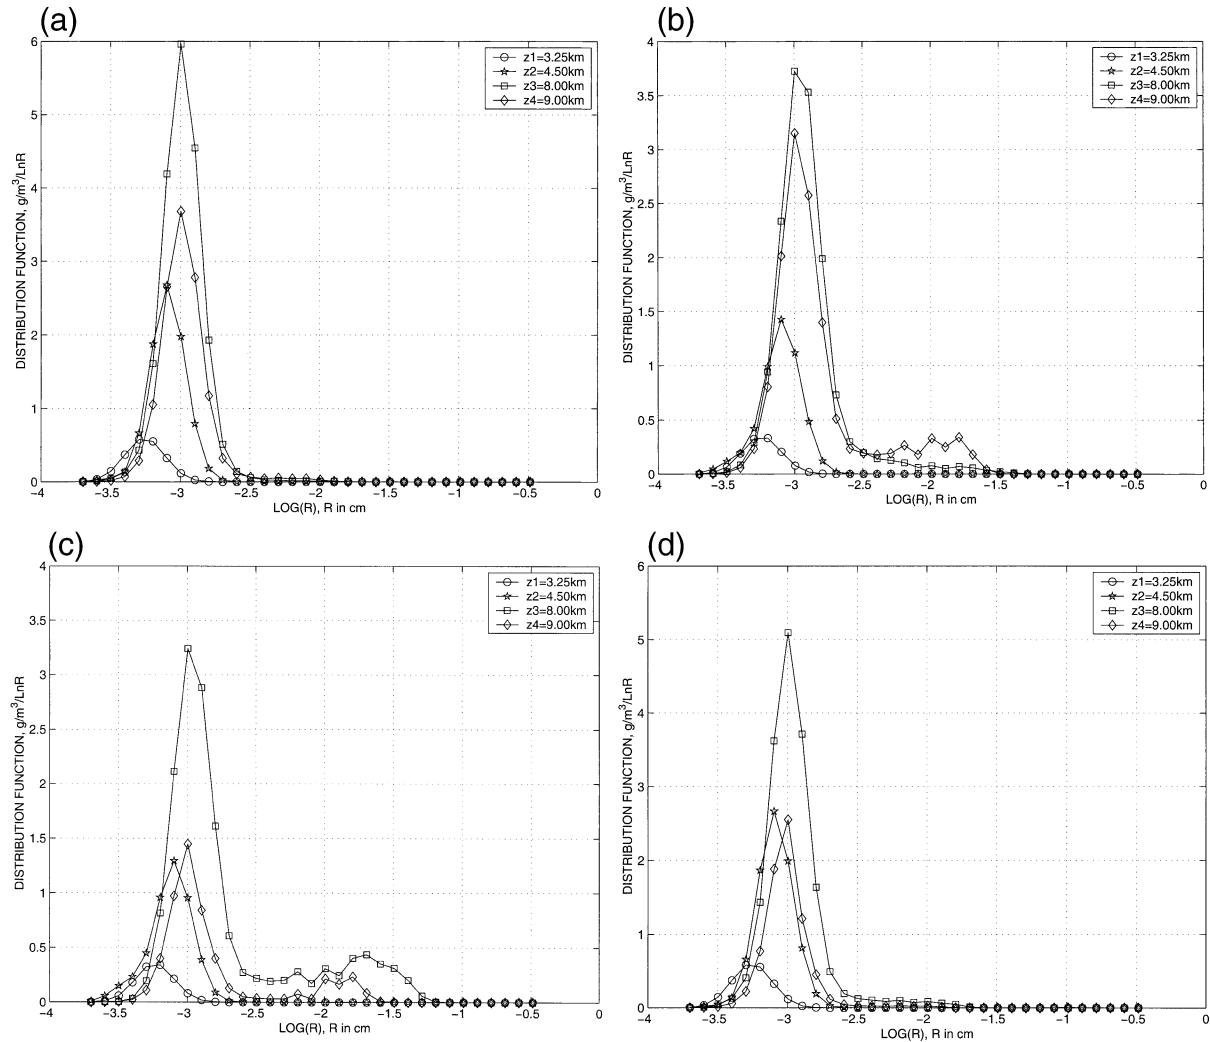 (a)
6
5
4
3
2
1
0
−4
−3.5
−3
−2.5
−2
−1.5
−1
−0.5
0
DISTRIBUTION FUNCTION, g/m³/LnR
LOG(R), R in cm
z1=3.25km
z2=4.50km
z3=8.00km
z4=9.00km
(b)
4
3.5
3
2.5
2
1.5
1
0.5
0
−4
−3.5
−3
−2.5
−2
−1.5
−1
−0.5
0
DISTRIBUTION FUNCTION, g/m³/LnR
LOG(R), R in cm
z1=3.25km
z2=4.50km
z3=8.00km
z4=9.00km
(c)
4
3.5
3
2.5
2
1.5
1
0.5
0
−4
−3.5
−3
−2.5
−2
−1.5
−1
−0.5
0
DISTRIBUTION FUNCTION, g/m³/LnR
LOG(R), R in cm
z1=3.25km
z2=4.50km
z3=8.00km
z4=9.00km
(d)
6
5
4
3
2
1
0
−4
−3.5
−3
−2.5
−2
−1.5
−1
−0.5
0
DISTRIBUTION FUNCTION, g/m³/LnR
LOG(R), R in cm
z1=3.25km
z2=4.50km
z3=8.00km
z4=9.00km